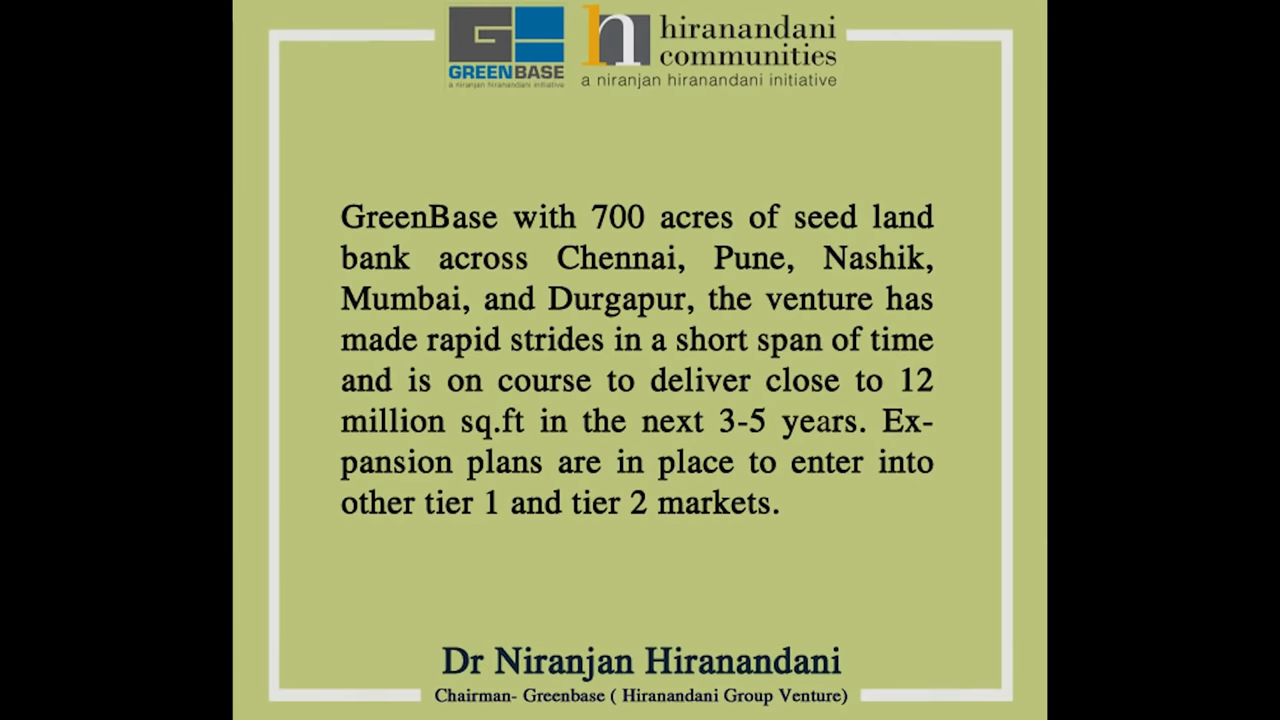 GREENBASE
a niranjan hiranandani initiative
hiranandani
communities
a niranjan hiranandani initiative
GreenBase with 700 acres of seed land
bank across Chennai, Pune, Nashik,
Mumbai, and Durgapur, the venture has
made rapid strides in a short span of time
and is on course to deliver close to 12
million sq.ft in the next 3-5 years. Ex-
pansion plans are in place to enter into
other tier 1 and tier 2 markets.
Dr Niranjan Hiranandani
Chairman- Greenbase ( Hiranandani Group Venture)